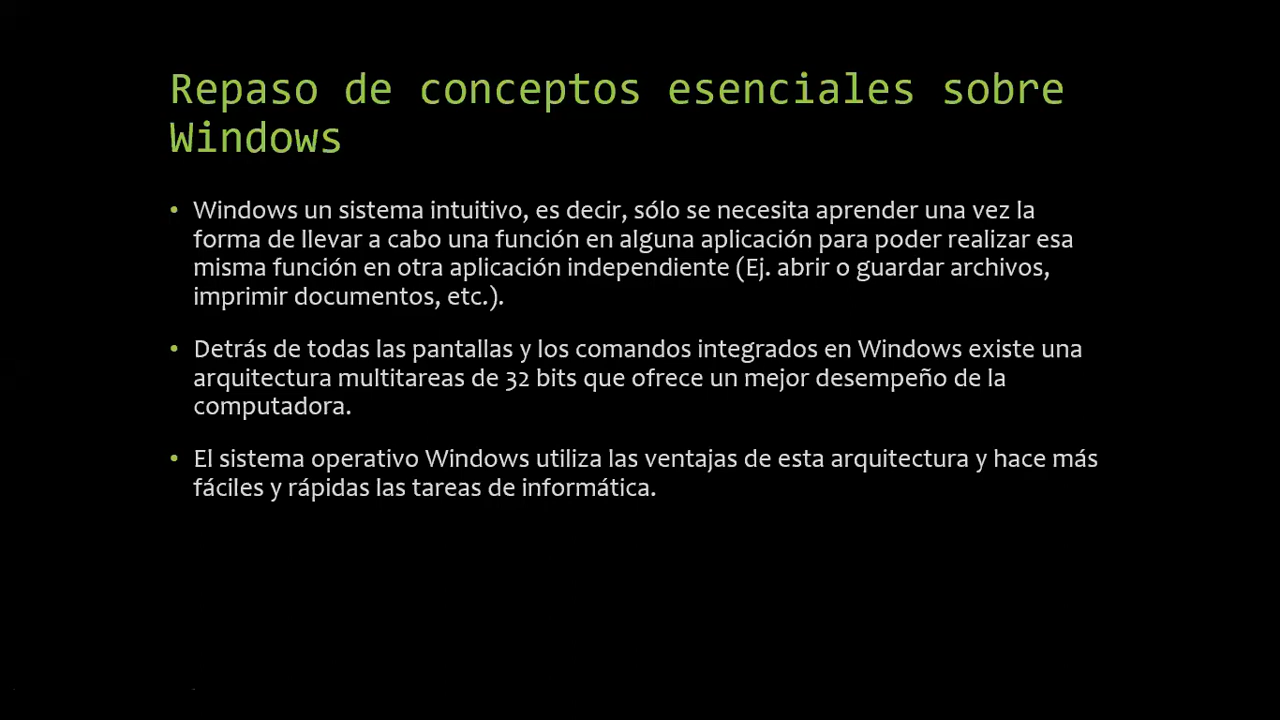 Repaso de conceptos esenciales sobre
Windows
• Windows un sistema intuitivo, es decir, sólo se necesita aprender una vez la
forma de llevar a cabo una función en alguna aplicación para poder realizar esa
misma función en otra aplicación independiente (Ej. abrir o guardar archivos,
imprimir documentos, etc.).
• Detrás de todas las pantallas y los comandos integrados en Windows existe una
arquitectura multitareas de 32 bits que ofrece un mejor desempeño de la
computadora.
• El sistema operativo Windows utiliza las ventajas de esta arquitectura y hace más
fáciles y rápidas las tareas de informática.